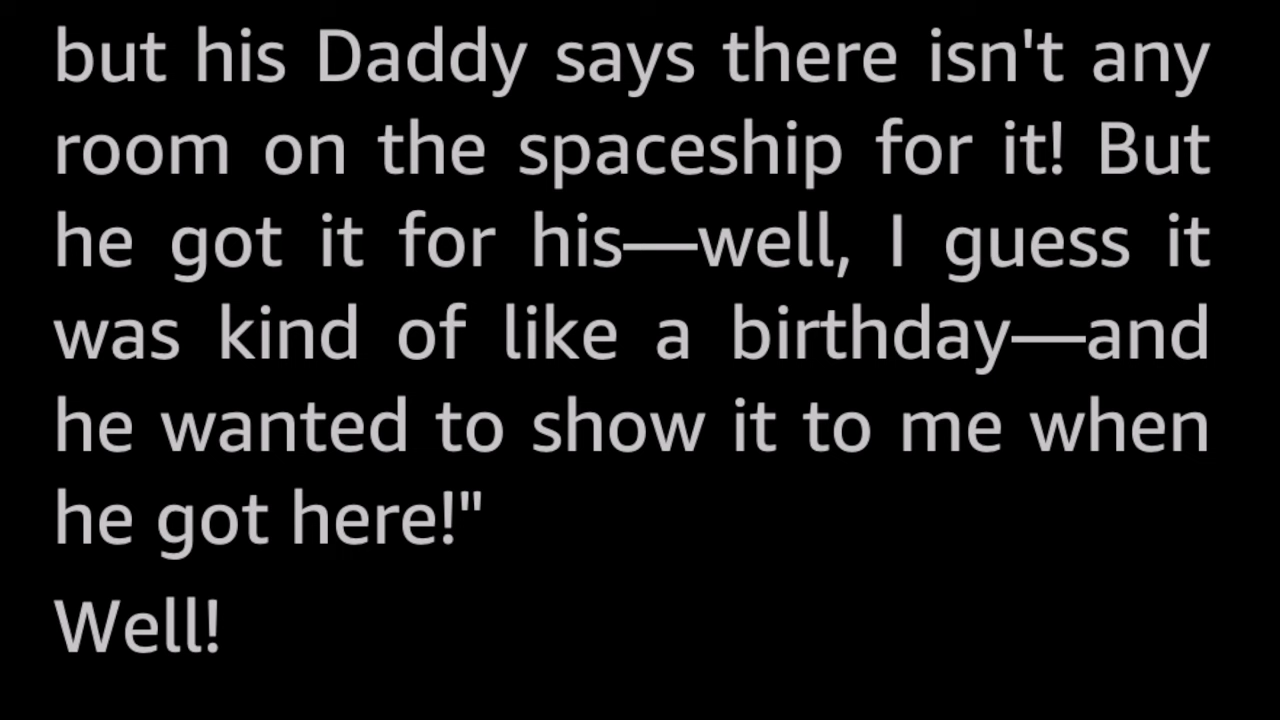 but his Daddy says there isn't any
room on the spaceship for it! But
he got it for his—well, I guess it
was kind of like a birthday—and
he wanted to show it to me when
he got here!"
Well!